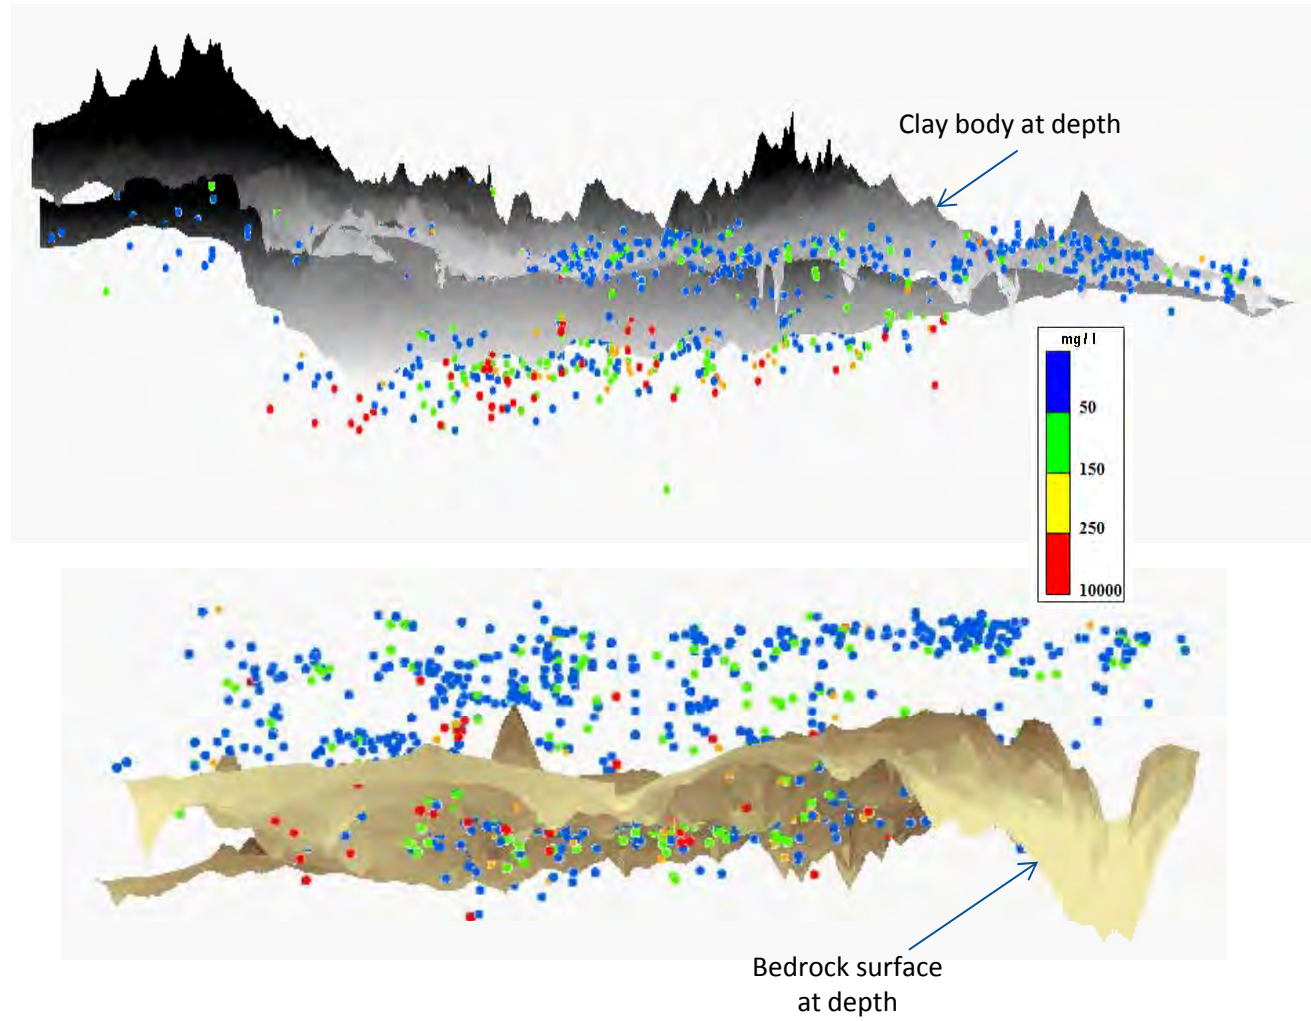 Clay body at depth
mg / l
50
150
250
10000
Bedrock surface
at depth